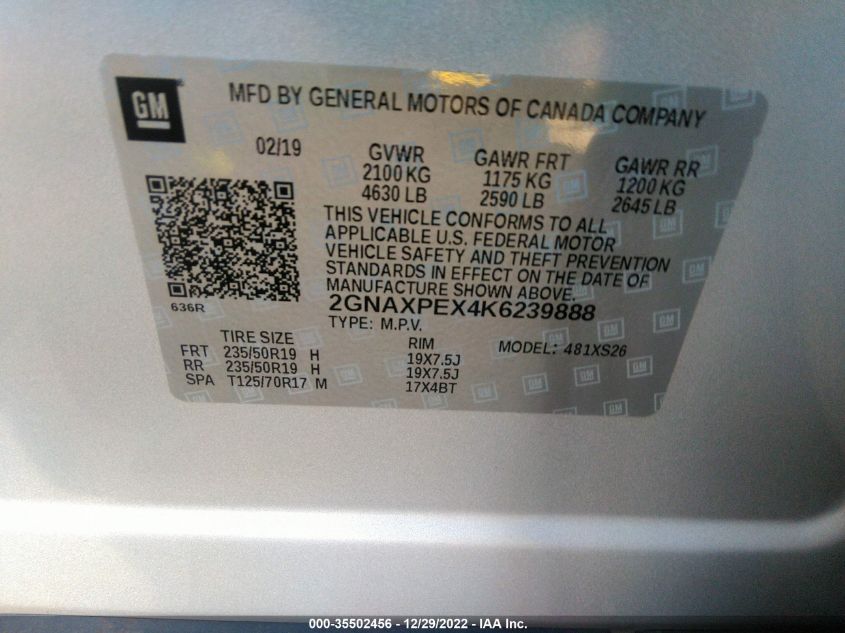 GM
MFD BY GENERAL MOTORS OF CANADA COMPANY
02/19
GVWR
2100 KG
4630 LB
GAWR FRT
1175 KG
2590 LB
GAWR RR
1200 KG
2645 LB
THIS VEHICLE CONFORMS TO ALL
APPLICABLE U.S. FEDERAL MOTOR
VEHICLE SAFETY AND THEFT PREVENTION
STANDARDS IN EFFECT ON THE DATE OF
MANUFACTURE SHOWN ABOVE.
636R
2GNAXPEX4K6239888
TYPE: M.P.V.
TIRE SIZE RIM MODEL: 481XS26
FRT 235/50R19 H 19X7.5J
RR 235/50R19 H 19X7.5J
SPA T125/70R17 M 17X4BT
000-35502456 - 12/29/2022 - IAA Inc.